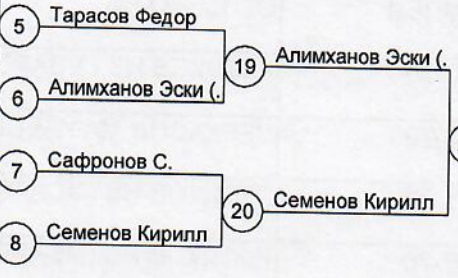 5 Тарасов Федор
19 Алимханов Эски (.
6 Алимханов Эски (.
7 Сафронов С.
20 Семенов Кирилл
8 Семенов Кирилл